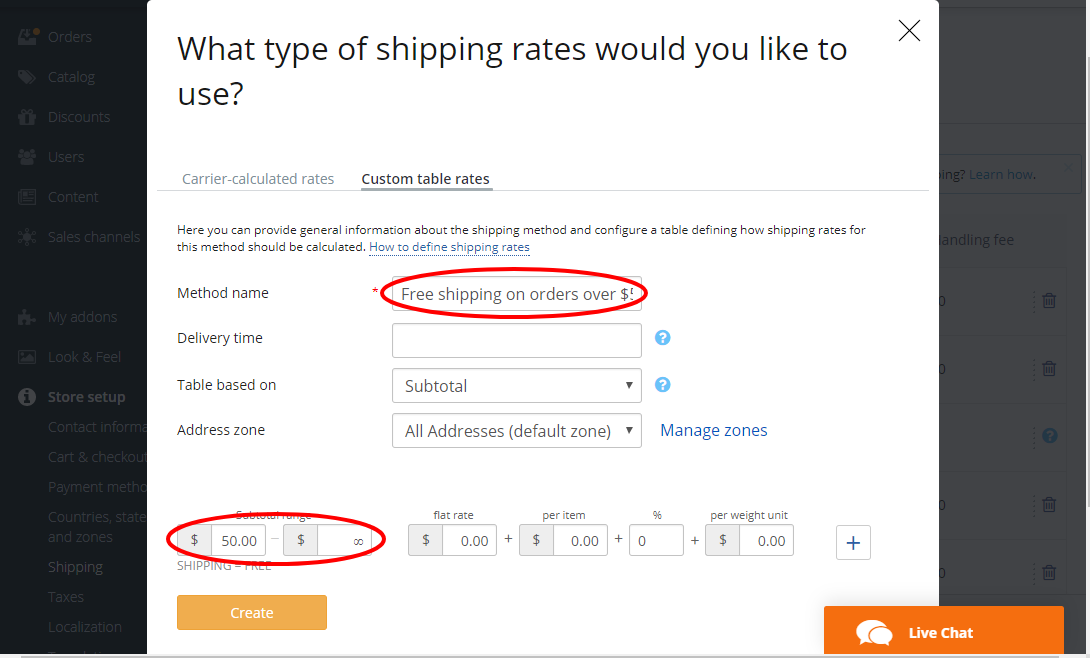 What type of shipping rates would you like to
use?
Carrier-calculated rates
Custom table rates
Here you can provide general information about the shipping method and configure a table defining how shipping rates for
this method should be calculated. How to define shipping rates
Method name
* Free shipping on orders over $
Delivery time
?
Table based on
Subtotal
?
Address zone
All Addresses (default zone)
Manage zones
Subtotal range
flat rate
per item
%
per weight unit
$ 50.00 – $ ∞
$ 0.00 + $ 0.00 + 0 + $ 0.00
+
SHIPPING = FREE
Create
Orders
Catalog
Discounts
Users
Content
Sales channels
My addons
Look & Feel
Store setup
Contact informa
Cart & checkout
Payment metho
Countries, state
and zones
Shipping
Taxes
Localization
ing? Learn how.
andling fee
0
0
?
0
0
Live Chat